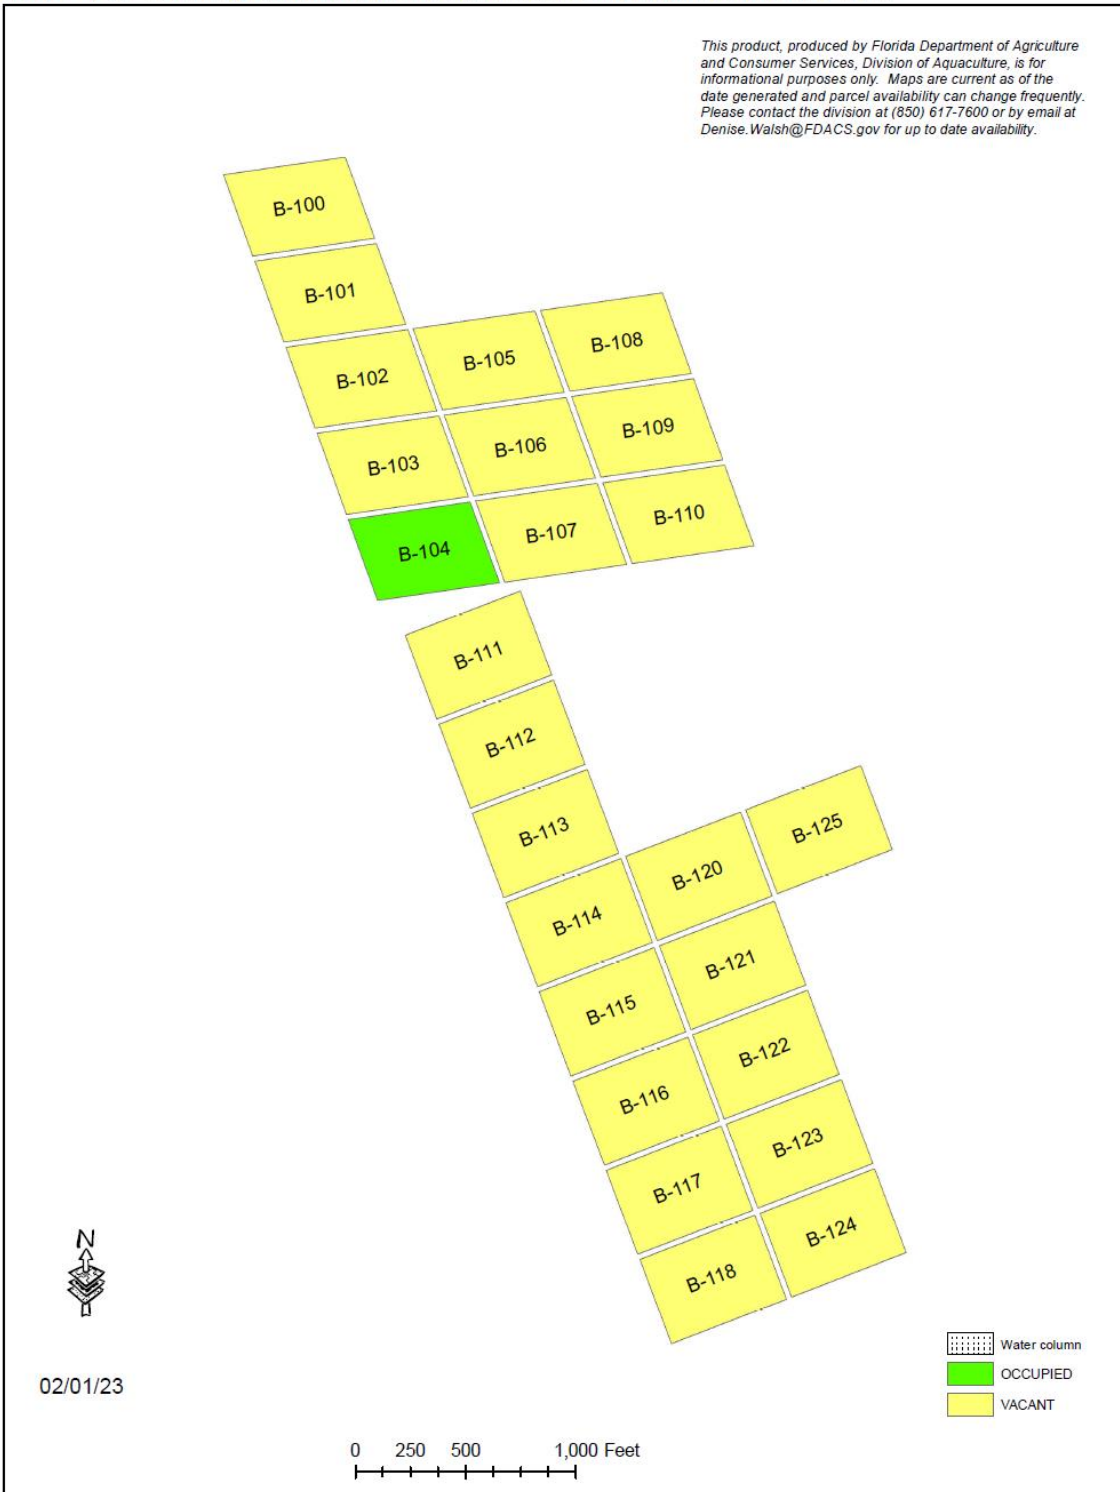 This product, produced by Florida Department of Agriculture
and Consumer Services, Division of Aquaculture, is for
informational purposes only. Maps are current as of the
date generated and parcel availability can change frequently.
Please contact the division at (850) 617-7600 or by email at
Denise.Walsh@FDACS.gov for up to date availability.
B-100
B-101
B-102
B-105
B-108
B-103
B-106
B-109
B-104
B-107
B-110
B-111
B-112
B-113
B-120
B-125
B-114
B-121
B-115
B-122
B-116
B-123
B-117
B-124
B-118
N
Water column
OCCUPIED
VACANT
02/01/23
0 250 500 1,000 Feet